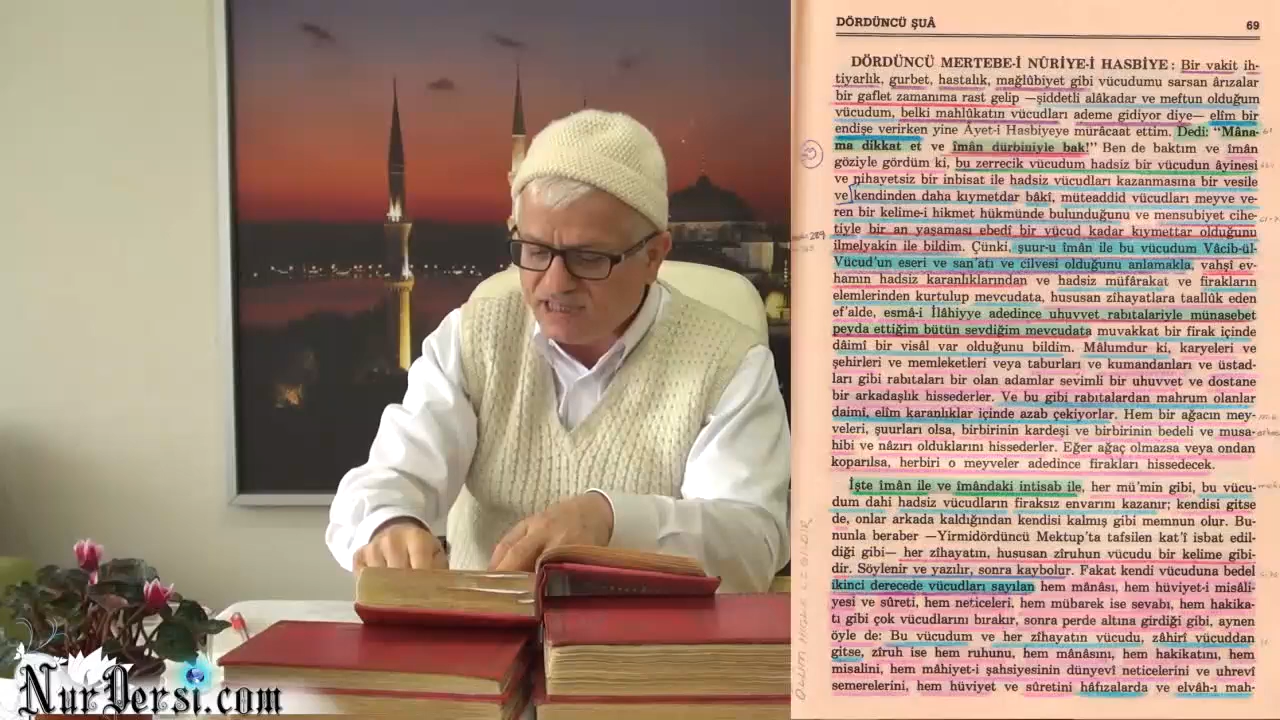 DÖRDÜNCÜ ŞUÂ 69
DÖRDÜNCÜ MERTEBE-İ NÛRİYE-İ HASBİYE : Bir vakit ih-
tiyarlık, gurbet, hastalık, mağlûbiyet gibi vücudumu sarsan ârızalar
bir gaflet zamanıma rast gelip —şiddetli alâkadar ve meftun olduğum
vücudum, belki mahlûkatın vücudları ademe gidiyor diye— elîm bir
endişe verirken yine Âyet-i Hasbiyeye mürâcaat ettim. Dedi: “Mâna-
ma dikkat et ve îmân dürbiniyle bak!” Ben de baktım ve îmân
gözüyle gördüm ki, bu zerrecik vücudum hadsiz bir vücudun âyinesi
ve nihayetsiz bir inbisat ile hadsiz vücudları kazanmasına bir vesile
ve kendinden daha kıymetdar bâkî, müteaddid vücudları meyve ve-
ren bir kelime-i hikmet hükmünde bulunduğunu ve mensubiyet cihe-
tiyle bir an yaşaması ebedî bir vücud kadar kıymettar olduğunu
ilmelyakin ile bildim. Çünki, şuur-u îmân ile bu vücudum Vâcib-ül-
Vücud'un eseri ve san'atı ve cilvesi olduğunu anlamakla, vahşî ev-
hamın hadsiz karanlıklarından ve hadsiz müfârakat ve firakların
elemlerinden kurtulup mevcudata, hususan zîhayatlara taallûk eden
ef'alde, esmâ-i İlâhiyye adedince uhuvvet rabıtalariyle münasebet
peyda ettiğim bütün sevdiğim mevcudata muvakkat bir firak içinde
dâimî bir visâl var olduğunu bildim. Mâlumdur ki, karyeleri ve
şehirleri ve memleketleri veya taburları ve kumandanları ve üstad-
ları gibi rabıtaları bir olan adamlar sevimli bir uhuvvet ve dostane
bir arkadaşlık hissederler. Ve bu gibi rabıtalardan mahrum olanlar
daimî, elîm karanlıklar içinde azab çekiyorlar. Hem bir ağacın mey-
veleri, şuurları olsa, birbirinin kardeşi ve birbirinin bedeli ve musa-
hibi ve nâzırı olduklarını hissederler. Eğer ağaç olmazsa veya ondan
koparılsa, herbiri o meyveler adedince firakları hissedecek.
İşte îmân ile ve îmândaki intisab ile, her mü'min gibi, bu vücu-
dum dahi hadsiz vücudların firaksız envarını kazanır; kendisi gitse
de, onlar arkada kaldığından kendisi kalmış gibi memnun olur. Bu-
nunla beraber —Yirmidördüncü Mektup'ta tafsilen kat'î isbat edil-
diği gibi— her zîhayatın, hususan zîruhun vücudu bir kelime gibi-
dir. Söylenir ve yazılır, sonra kaybolur. Fakat kendi vücuduna bedel
ikinci derecede vücudları sayılan hem mânâsı, hem hüviyet-i misâli-
yesi ve sûreti, hem neticeleri, hem mübarek ise sevabı, hem hakika-
tı gibi çok vücudlarını bırakır, sonra perde altına girdiği gibi, aynen
öyle de: Bu vücudum ve her zîhayatın vücudu, zâhirî vücuddan
gitse, zîruh ise hem ruhunu, hem mânâsını, hem hakikatını, hem
misalini, hem mâhiyet-i şahsiyesinin dünyevî neticelerini ve uhrevî
semerelerini, hem hüviyet ve sûretini hâfızalarda ve elvâh-ı mah-
289
NurDersi.com